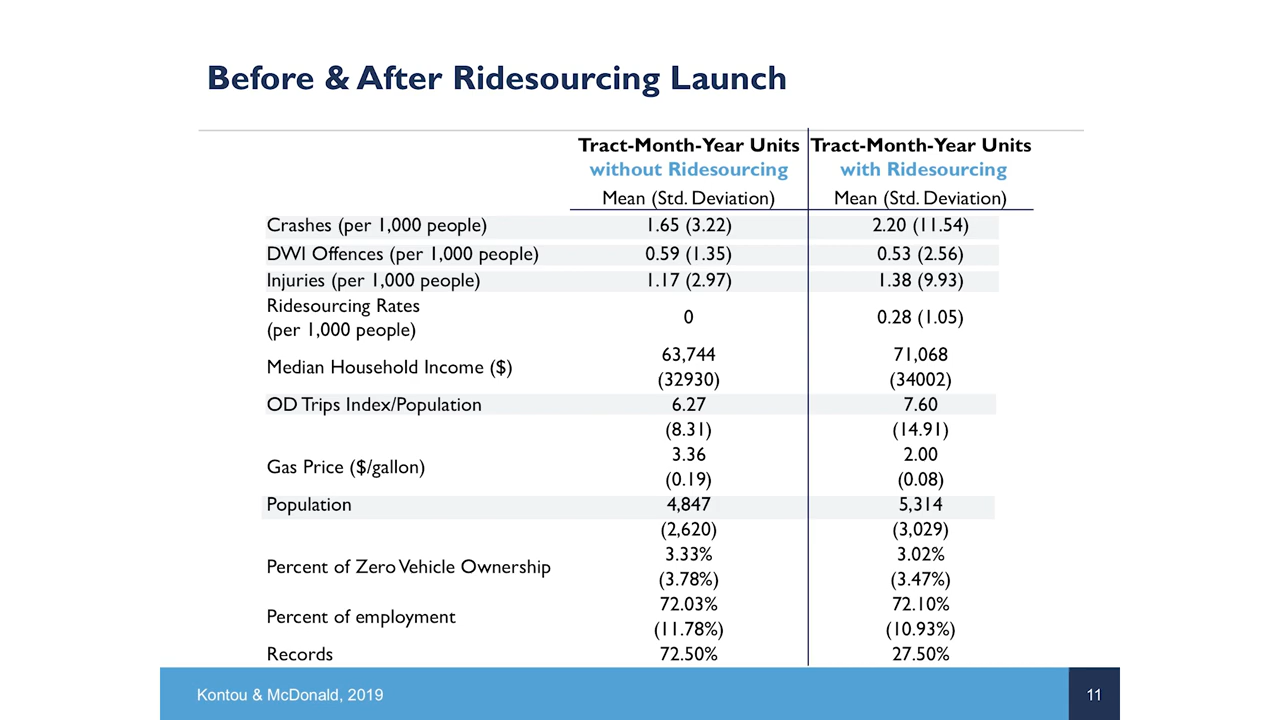 Before & After Ridesourcing Launch
Tract-Month-Year Units Tract-Month-Year Units
without Ridesourcing with Ridesourcing
Mean (Std. Deviation) Mean (Std. Deviation)
Crashes (per 1,000 people) 1.65 (3.22) 2.20 (11.54)
DWI Offences (per 1,000 people) 0.59 (1.35) 0.53 (2.56)
Injuries (per 1,000 people) 1.17 (2.97) 1.38 (9.93)
Ridesourcing Rates
(per 1,000 people) 0 0.28 (1.05)
Median Household Income ($) 63,744 71,068
(32930) (34002)
OD Trips Index/Population 6.27 7.60
(8.31) (14.91)
Gas Price ($/gallon) 3.36 2.00
(0.19) (0.08)
Population 4,847 5,314
(2,620) (3,029)
Percent of Zero Vehicle Ownership 3.33% 3.02%
(3.78%) (3.47%)
Percent of employment 72.03% 72.10%
(11.78%) (10.93%)
Records 72.50% 27.50%
Kontou & McDonald, 2019 11